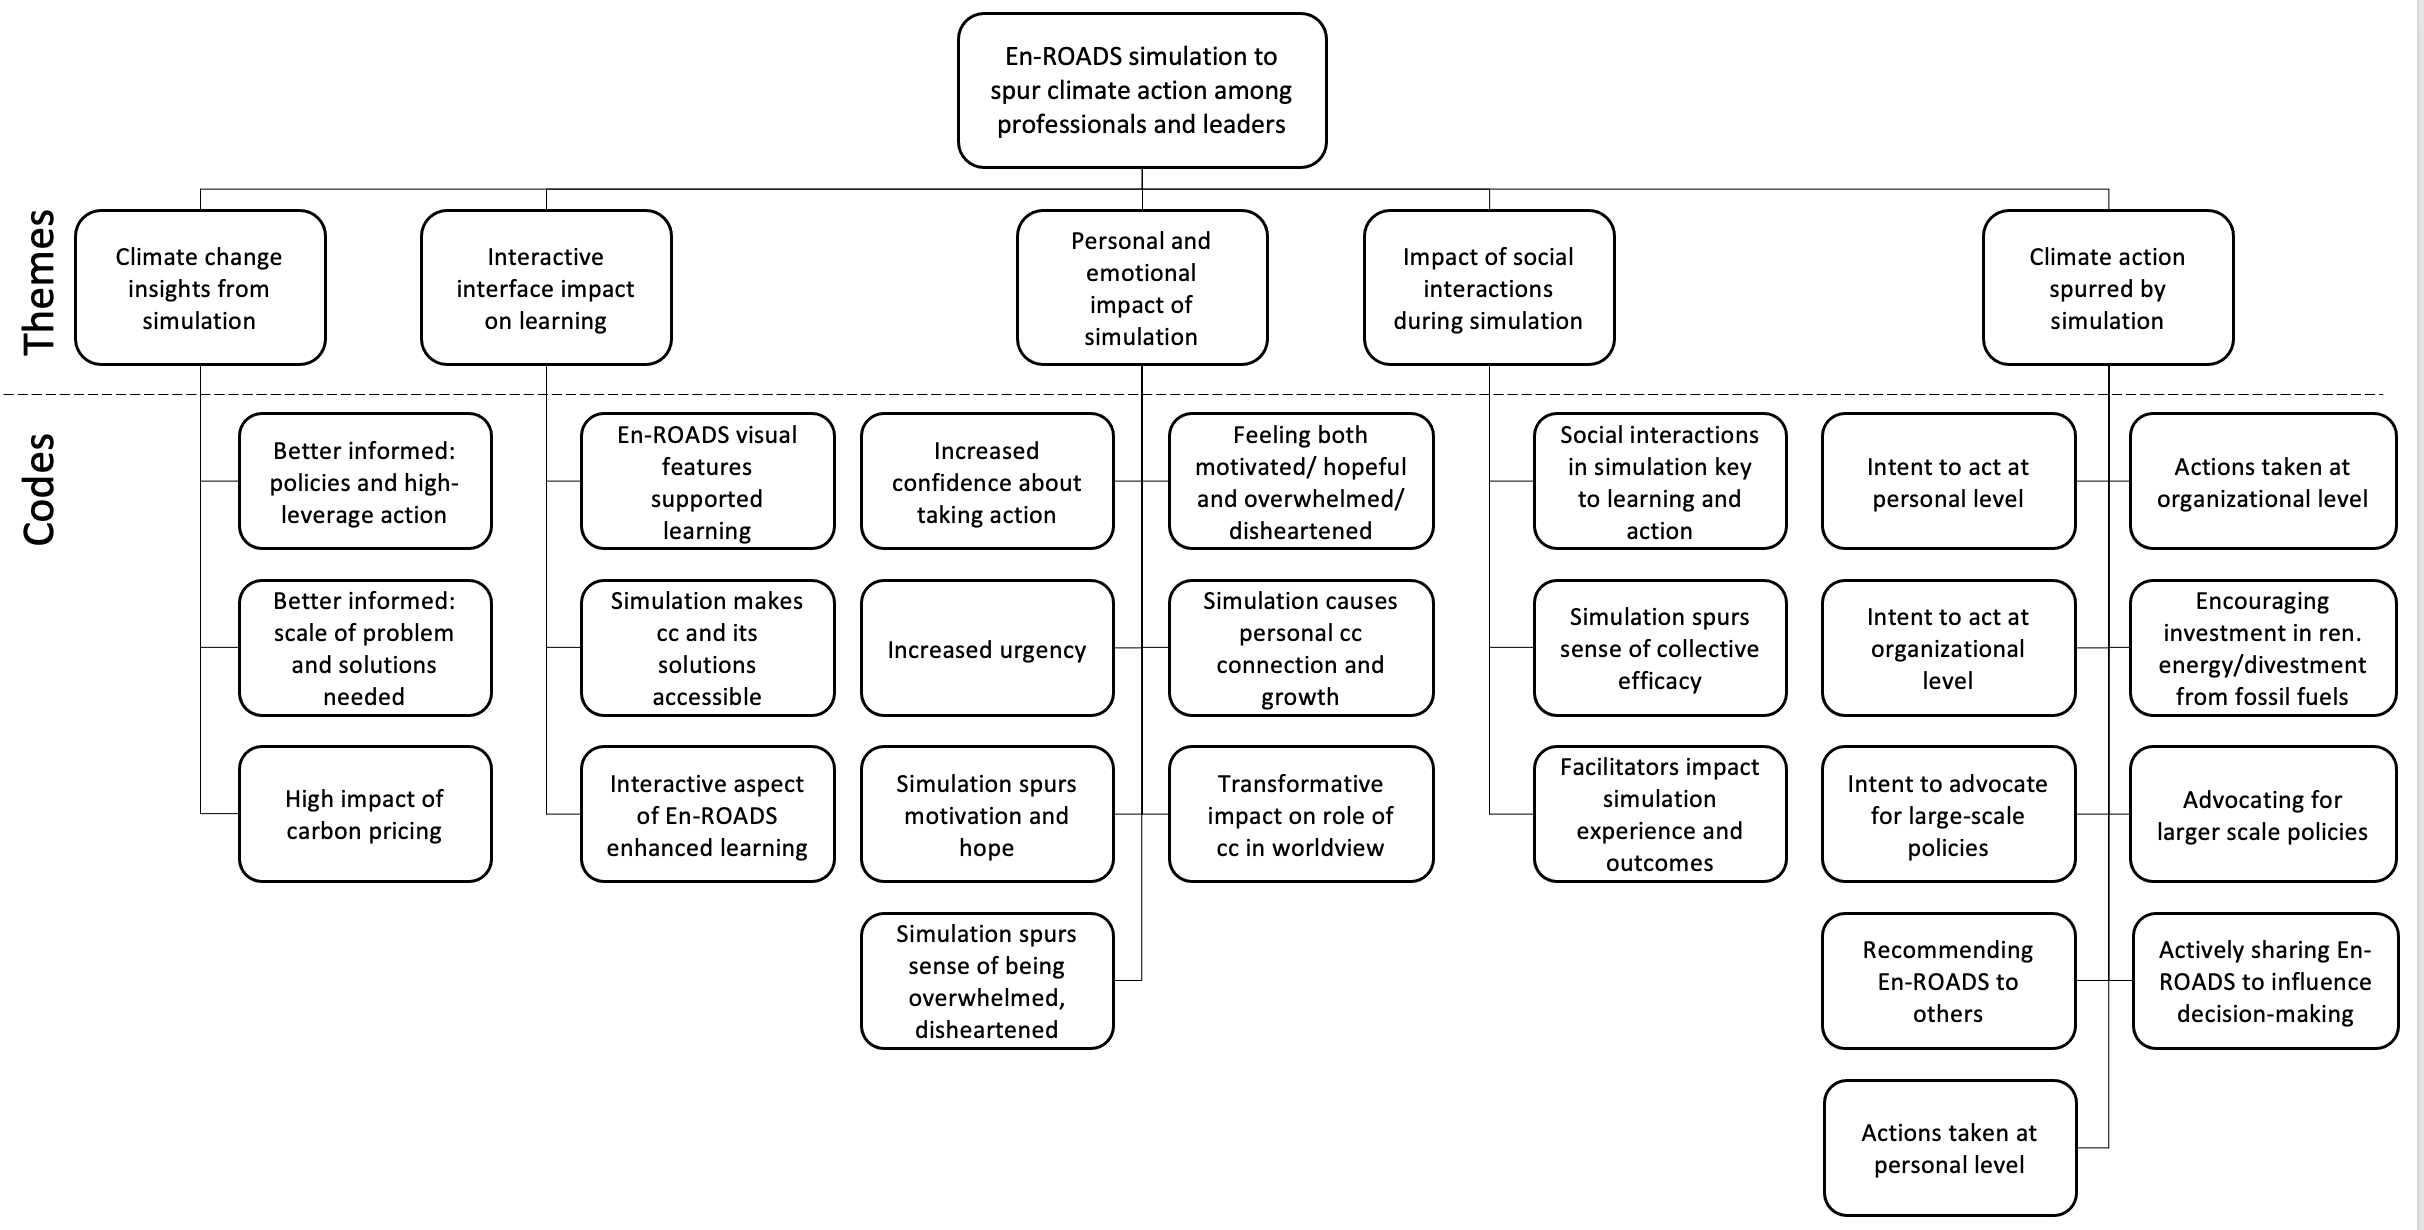 En-ROADS simulation to
spur climate action among
professionals and leaders
Themes
Climate change
insights from
simulation
Interactive
interface impact
on learning
Personal and
emotional
impact of
simulation
Impact of social
interactions
during simulation
Climate action
spurred by
simulation
Codes
Better informed:
policies and high-
leverage action
Better informed:
scale of problem
and solutions
needed
High impact of
carbon pricing
En-ROADS visual
features
supported
learning
Simulation makes
cc and its
solutions
accessible
Interactive aspect
of En-ROADS
enhanced learning
Increased
confidence about
taking action
Increased urgency
Simulation spurs
motivation and
hope
Simulation spurs
sense of being
overwhelmed,
disheartened
Feeling both
motivated/ hopeful
and overwhelmed/
disheartened
Simulation causes
personal cc
connection and
growth
Transformative
impact on role of
cc in worldview
Social interactions
in simulation key
to learning and
action
Simulation spurs
sense of collective
efficacy
Facilitators impact
simulation
experience and
outcomes
Intent to act at
personal level
Intent to act at
organizational
level
Intent to advocate
for large-scale
policies
Recommending
En-ROADS to
others
Actions taken at
personal level
Actions taken at
organizational level
Encouraging
investment in ren.
energy/divestment
from fossil fuels
Advocating for
larger scale policies
Actively sharing En-
ROADS to influence
decision-making